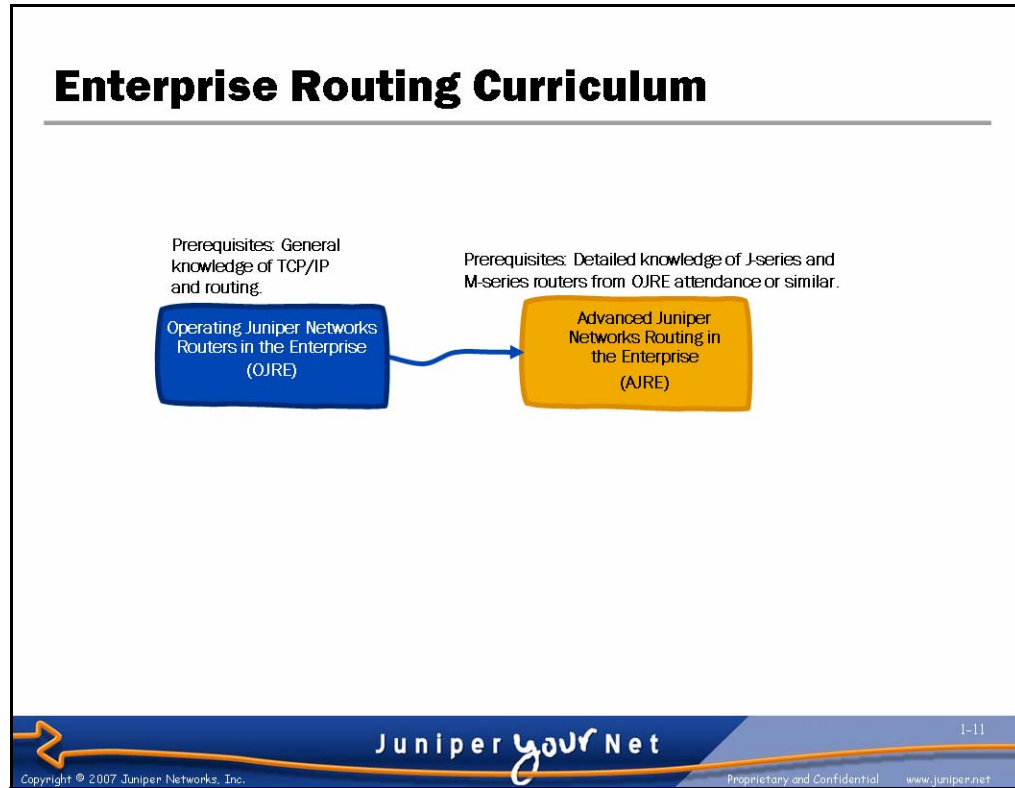 Enterprise Routing Curriculum
Prerequisites: General
knowledge of TCP/IP
and routing.
Operating Juniper Networks
Routers in the Enterprise
(OJRE)
Prerequisites: Detailed knowledge of J-series and
M-series routers from OJRE attendance or similar.
Advanced Juniper
Networks Routing in
the Enterprise
(AJRE)
Juniper your Net
1-11
Copyright © 2007 Juniper Networks, Inc.
Proprietary and Confidential
www.juniper.net